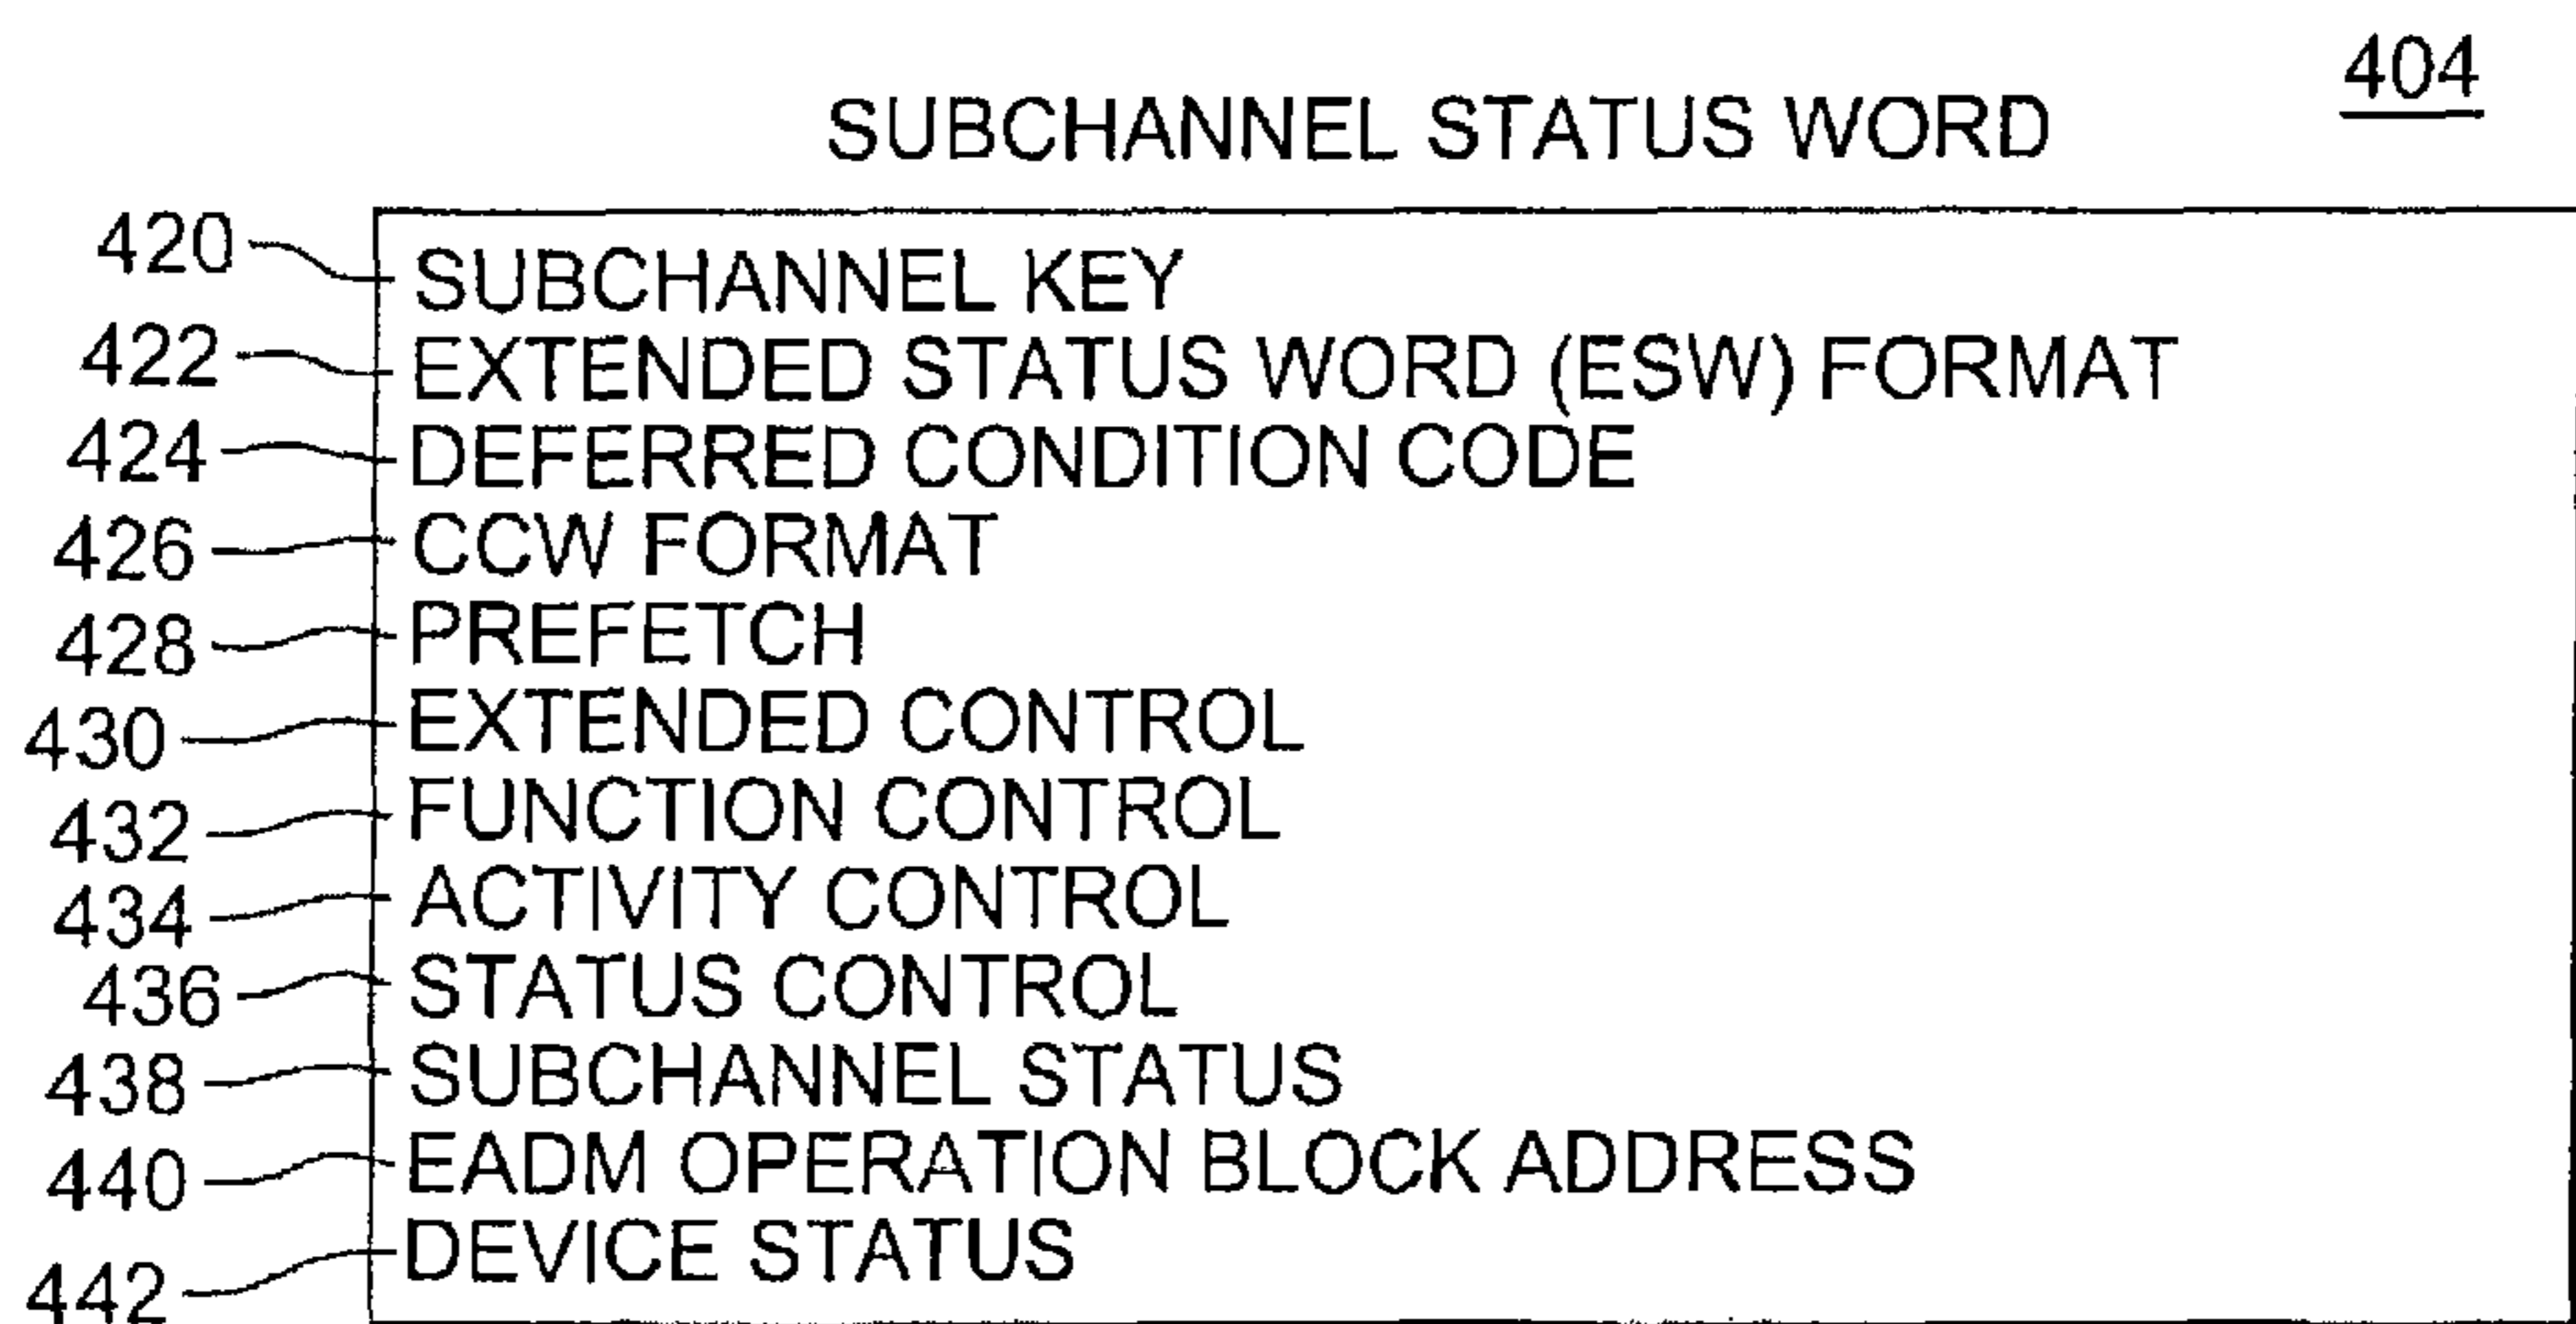 404
SUBCHANNEL STATUS WORD
420 SUBCHANNEL KEY
422 EXTENDED STATUS WORD (ESW) FORMAT
424 DEFERRED CONDITION CODE
426 CCW FORMAT
428 PREFETCH
430 EXTENDED CONTROL
432 FUNCTION CONTROL
434 ACTIVITY CONTROL
436 STATUS CONTROL
438 SUBCHANNEL STATUS
440 EADM OPERATION BLOCK ADDRESS
442 DEVICE STATUS